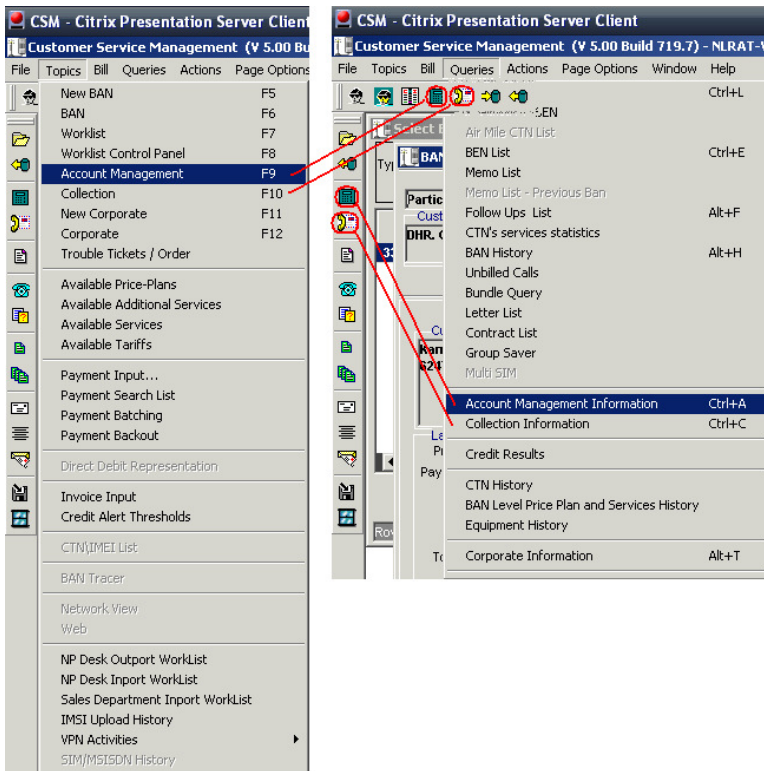 CSM - Citrix Presentation Server Client
Customer Service Management (V 5.00 Bu
File Topics Bill Queries Actions Page Options
New BAN F5
BAN F6
Worklist F7
Worklist Control Panel F8
Account Management F9
Collection F10
New Corporate F11
Corporate F12
Trouble Tickets / Order
Available Price-Plans
Available Additional Services
Available Services
Available Tariffs
Payment Input...
Payment Search List
Payment Batching
Payment Backout
Direct Debit Representation
Invoice Input
Credit Alert Thresholds
CTN\IMEI List
BAN Tracer
Network View
Web
NP Desk Outport WorkList
NP Desk Inport WorkList
Sales Department Inport WorkList
IMSI Upload History
VPN Activities
SIM/MSISDN History
CSM - Citrix Presentation Server Client
Customer Service Management (V 5.00 Build 719.7) - NLRAT-V
File Topics Bill Queries Actions Page Options Window Help
Ctrl+L
Air Mile CTN List
BEN List Ctrl+E
Memo List
Memo List - Previous Ban
Follow Ups List Alt+F
CTN's services statistics
BAN History Alt+H
Unbilled Calls
Bundle Query
Letter List
Contract List
Group Saver
Multi SIM
Account Management Information Ctrl+A
Collection Information Ctrl+C
Credit Results
CTN History
BAN Level Price Plan and Services History
Equipment History
Corporate Information Alt+T
Select
BAN
Partic
Cust
DHR.
Pay